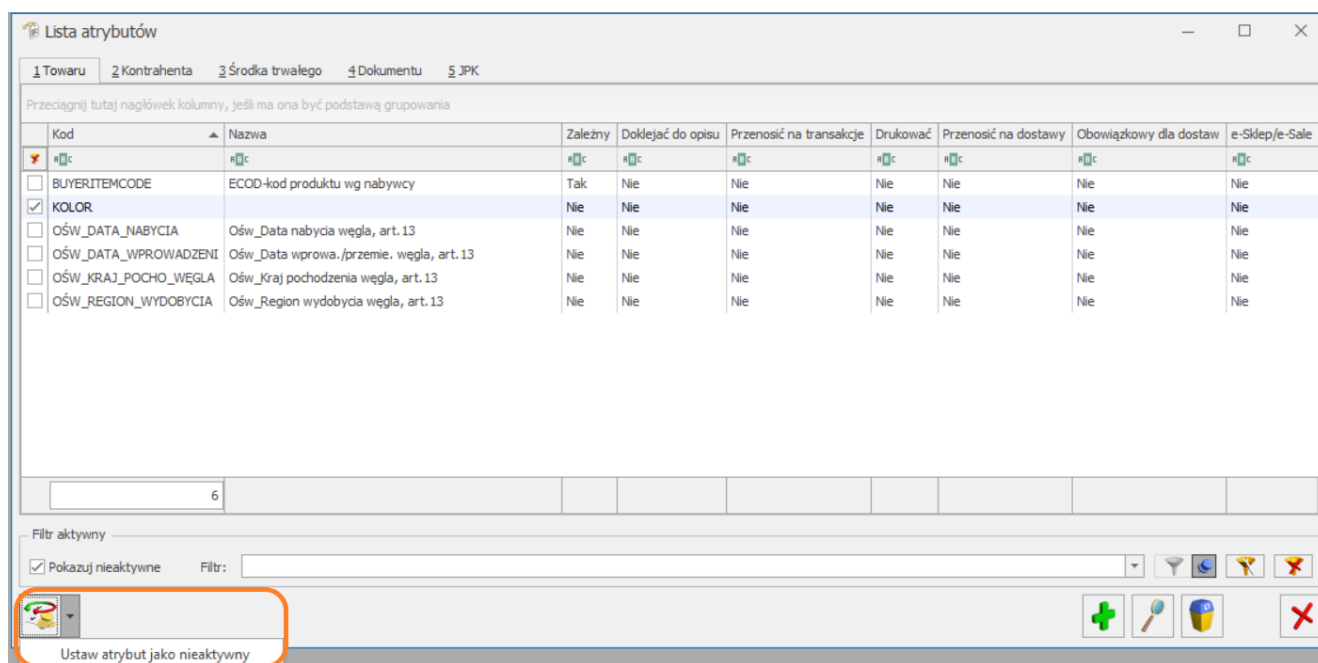 Lista atrybutów
1 Towaru 2 Kontrahenta 3 Środka trwałego 4 Dokumentu 5 JPK
Przeciągnij tutaj nagłówek kolumny, jeśli ma ona być podstawą grupowania
Kod Nazwa Zależny Doklejać do opisu Przenosić na transakcje Drukować Przenosić na dostawy Obowiązkowy dla dostaw e-Sklep/e-Sale
BUYERITEMCODE ECOD-kod produktu wg nabywcy Tak Nie Nie Nie Nie Nie Nie
KOLOR Nie Nie Nie Nie Nie Nie Nie
OŚW_DATA_NABYCIA Ośw_Data nabycia węgla, art.13 Nie Nie Nie Nie Nie Nie Nie
OŚW_DATA_WPROWADZENI Ośw_Data wprowa./przemie. węgla, art.13 Nie Nie Nie Nie Nie Nie Nie
OŚW_KRAJ_POCHO_WĘGLA Ośw_Kraj pochodzenia węgla, art.13 Nie Nie Nie Nie Nie Nie Nie
OŚW_REGION_WYDOBYCIA Ośw_Region wydobycia węgla, art.13 Nie Nie Nie Nie Nie Nie Nie
6
Filtr aktywny
Pokazuj nieaktywne Filtr:
Ustaw atrybut jako nieaktywny